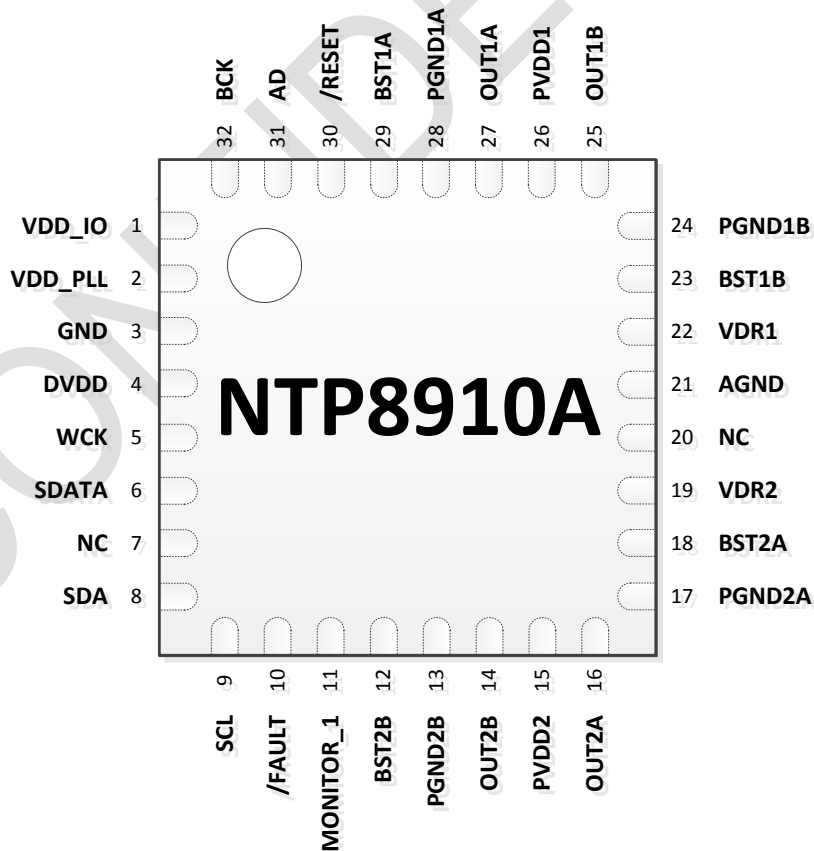 BCK
AD
/RESET
BST1A
PGND1A
OUT1A
PVDD1
OUT1B
32
31
30
29
28
27
26
25
VDD_IO 1
VDD_PLL 2
GND 3
DVDD 4
WCK 5
SDATA 6
NC 7
SDA 8
NTP8910A
24 PGND1B
23 BST1B
22 VDR1
21 AGND
20 NC
19 VDR2
18 BST2A
17 PGND2A
9
10
11
12
13
14
15
16
SCL
/FAULT
MONITOR_1
BST2B
PGND2B
OUT2B
PVDD2
OUT2A
CONFIDE